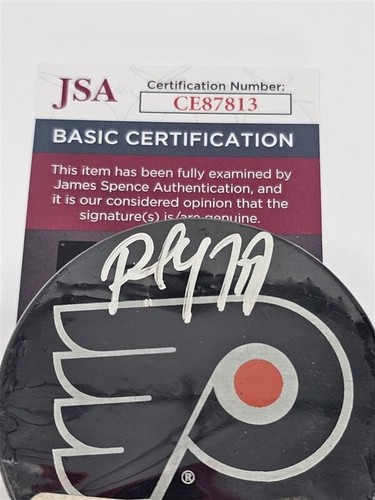 JSA
Certification Number:
CE87813
BASIC CERTIFICATION
This item has been fully examined by
James Spence Authentication, and
it is our considered opinion that the
signature(s) is/are genuine.
®